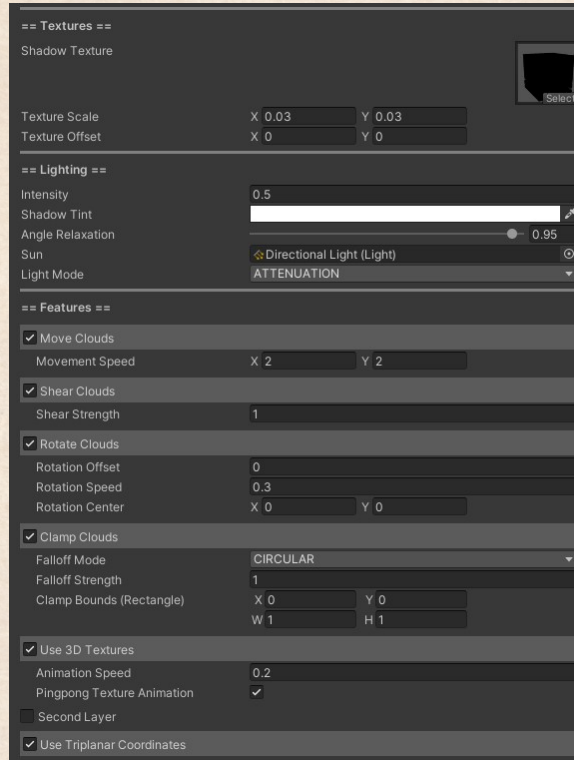 == Textures ==
Shadow Texture
Select
Texture Scale X 0.03 Y 0.03
Texture Offset X 0 Y 0
== Lighting ==
Intensity 0.5
Shadow Tint
Angle Relaxation 0.95
Sun Directional Light (Light)
Light Mode ATTENUATION
== Features ==
Move Clouds
Movement Speed X 2 Y 2
Shear Clouds
Shear Strength 1
Rotate Clouds
Rotation Offset 0
Rotation Speed 0.3
Rotation Center X 0 Y 0
Clamp Clouds
Falloff Mode CIRCULAR
Falloff Strength 1
Clamp Bounds (Rectangle) X 0 Y 0
W 1 H 1
Use 3D Textures
Animation Speed 0.2
Pingpong Texture Animation
Second Layer
Use Triplanar Coordinates